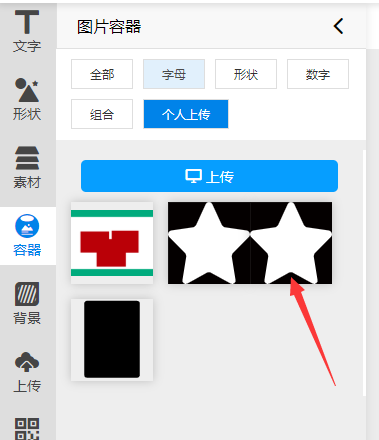 文字
形状
素材
容器
背景
上传
图片容器
全部
字母
形状
数字
组合
个人上传
上传